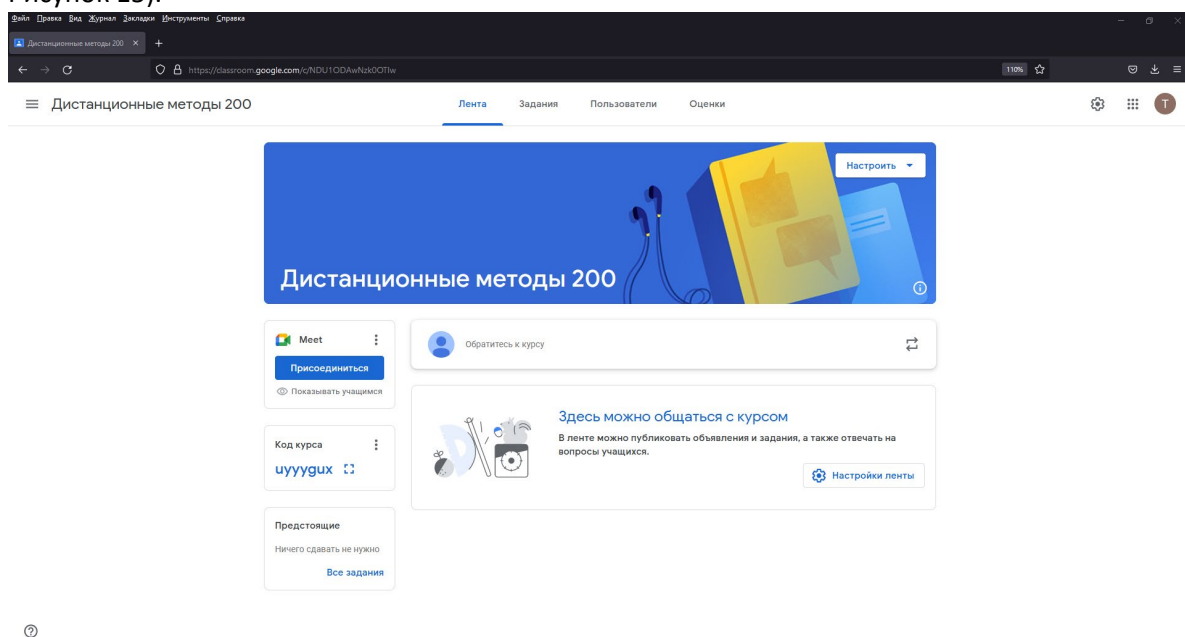 Файл Правка Вид Журнал Закладки Инструменты Справка
Дистанционные методы 200
https://classroom.google.com/c/NDU1ODAwNzk0OTIw
110%
Дистанционные методы 200
Лента Задания Пользователи Оценки
T
Настроить
Дистанционные методы 200
Meet
Присоединиться
Показывать учащимся
Обратитесь к курсу
Здесь можно общаться с курсом
В ленте можно публиковать объявления и задания, а также отвечать на
вопросы учащихся.
Настройки ленты
Код курса
uyyygux
Предстоящие
Ничего сдавать не нужно
Все задания